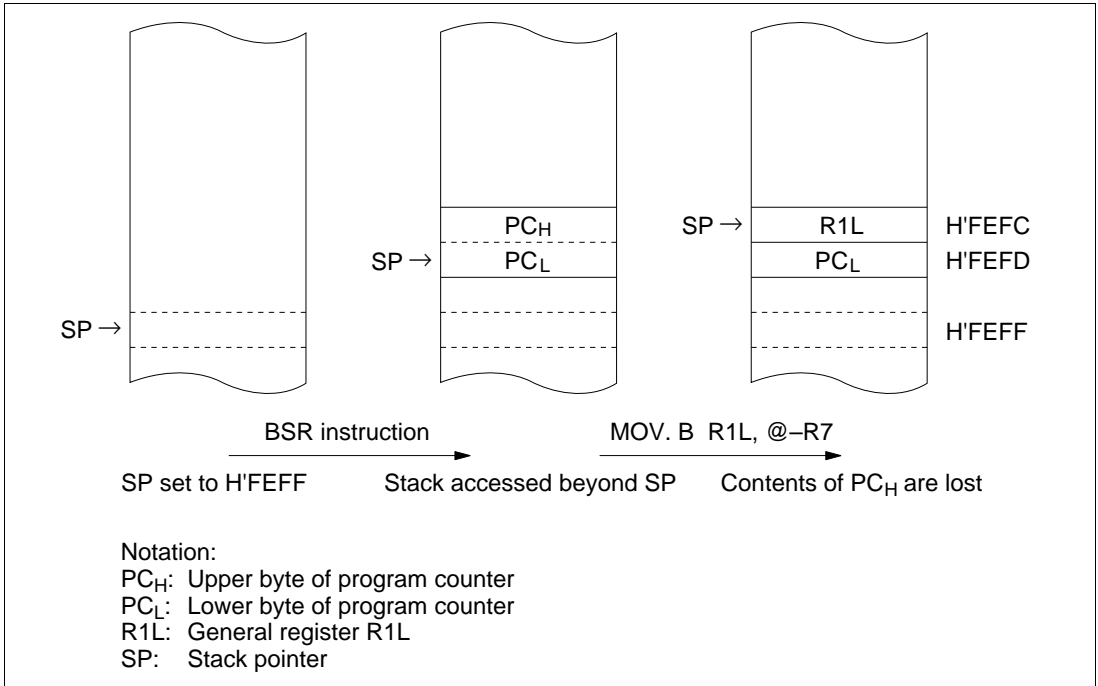 PCH
SP → R1L H'FEFC
SP → PCL
PCL H'FEFD
SP →
H'FEFF
BSR instruction
MOV. B R1L, @–R7
SP set to H'FEFF
Stack accessed beyond SP
Contents of PCH are lost
Notation:
PCH: Upper byte of program counter
PCL: Lower byte of program counter
R1L: General register R1L
SP: Stack pointer